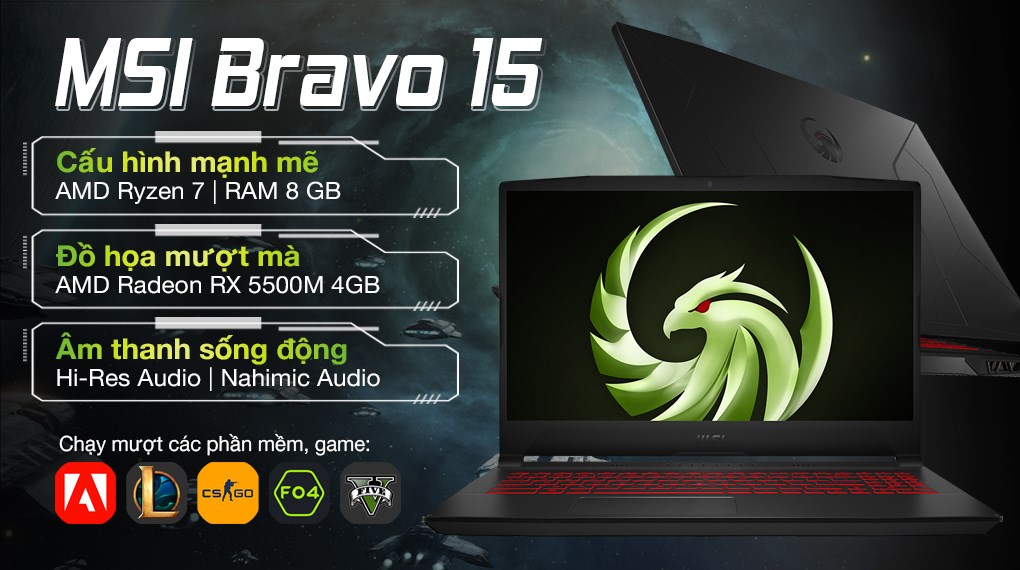 MSI Bravo 15
Cấu hình mạnh mẽ
AMD Ryzen 7 | RAM 8 GB
Đồ họa mượt mà
AMD Radeon RX 5500M 4GB
Âm thanh sống động
Hi-Res Audio | Nahimic Audio
Chạy mượt các phần mềm, game:
L
CS GO
FO4
V
FIVE
msi